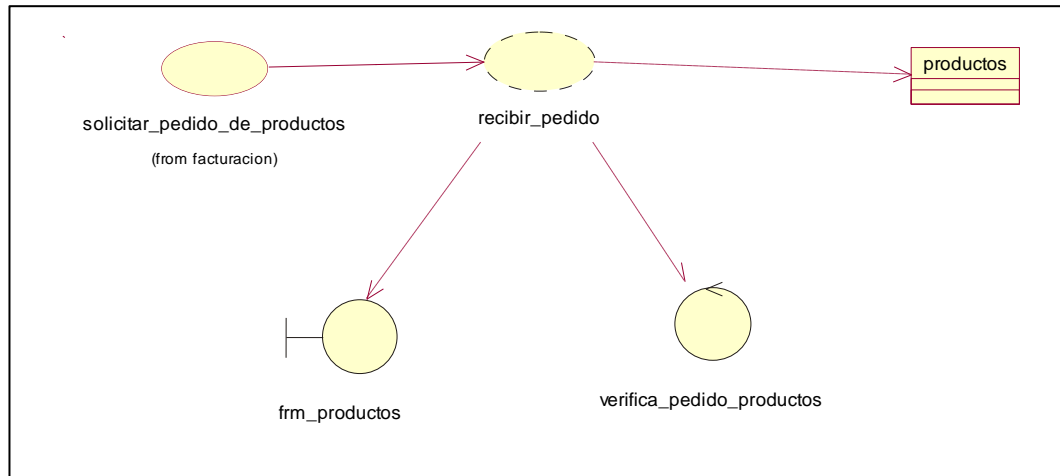 productos
solicitar_pedido_de_productos
(from facturacion)
recibir_pedido
frm_productos
verifica_pedido_productos